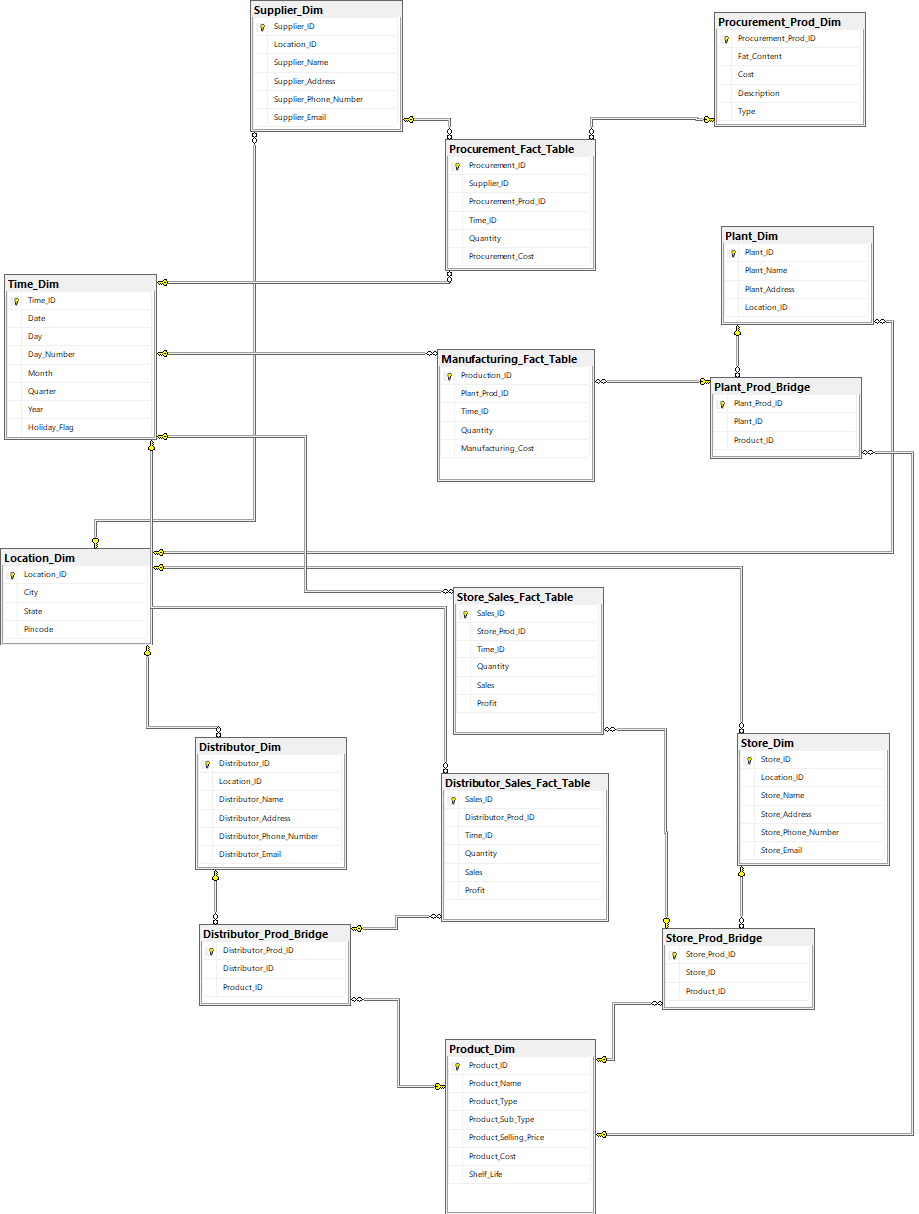 Supplier_Dim
Supplier_ID
Location_ID
Supplier_Name
Supplier_Address
Supplier_Phone_Number
Supplier_Email
Procurement_Prod_Dim
Procurement_Prod_ID
Fat_Content
Cost
Description
Type
Procurement_Fact_Table
Procurement_ID
Supplier_ID
Procurement_Prod_ID
Time_ID
Quantity
Procurement_Cost
Plant_Dim
Plant_ID
Plant_Name
Plant_Address
Location_ID
Time_Dim
Time_ID
Date
Day
Day_Number
Month
Quarter
Year
Holiday_Flag
Manufacturing_Fact_Table
Production_ID
Plant_Prod_ID
Time_ID
Quantity
Manufacturing_Cost
Plant_Prod_Bridge
Plant_Prod_ID
Plant_ID
Product_ID
Location_Dim
Location_ID
City
State
Pincode
Store_Sales_Fact_Table
Sales_ID
Store_Prod_ID
Time_ID
Quantity
Sales
Profit
Distributor_Dim
Distributor_ID
Location_ID
Distributor_Name
Distributor_Address
Distributor_Phone_Number
Distributor_Email
Distributor_Sales_Fact_Table
Sales_ID
Distributor_Prod_ID
Time_ID
Quantity
Sales
Profit
Store_Dim
Store_ID
Location_ID
Store_Name
Store_Address
Store_Phone_Number
Store_Email
Distributor_Prod_Bridge
Distributor_Prod_ID
Distributor_ID
Product_ID
Store_Prod_Bridge
Store_Prod_ID
Store_ID
Product_ID
Product_Dim
Product_ID
Product_Name
Product_Type
Product_Sub_Type
Product_Selling_Price
Product_Cost
Shelf_Life